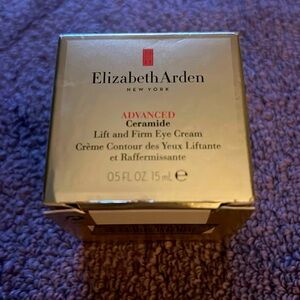 Elizabeth Arden
NEW YORK
ADVANCED
Ceramide
Lift and Firm Eye Cream
Crème Contour des Yeux Liftante
et Raffermissante
0.5 FL. OZ. 15 mL e